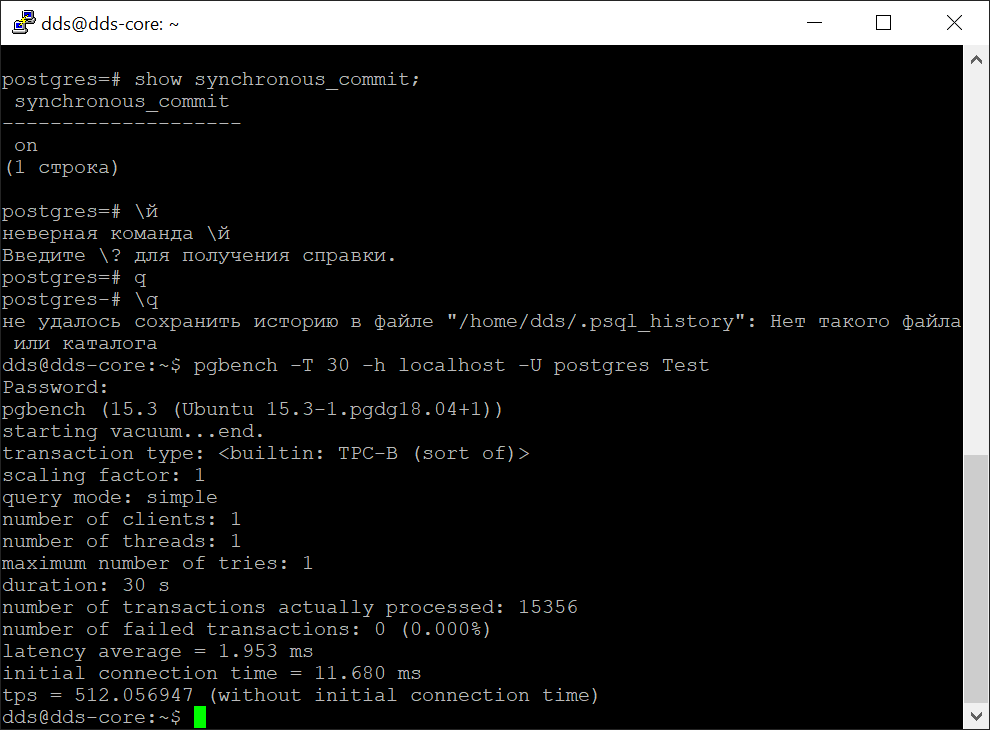 dds@dds-core: ~
postgres=# show synchronous_commit;
synchronous_commit
--------------------
on
(1 строка)
postgres=# \й
неверная команда \й
Введите \? для получения справки.
postgres=# q
postgres-# \q
не удалось сохранить историю в файле "/home/dds/.psql_history": Нет такого файла
или каталога
dds@dds-core:~$ pgbench -T 30 -h localhost -U postgres Test
Password:
pgbench (15.3 (Ubuntu 15.3-1.pgdg18.04+1))
starting vacuum...end.
transaction type: <builtin: TPC-B (sort of)>
scaling factor: 1
query mode: simple
number of clients: 1
number of threads: 1
maximum number of tries: 1
duration: 30 s
number of transactions actually processed: 15356
number of failed transactions: 0 (0.000%)
latency average = 1.953 ms
initial connection time = 11.680 ms
tps = 512.056947 (without initial connection time)
dds@dds-core:~$